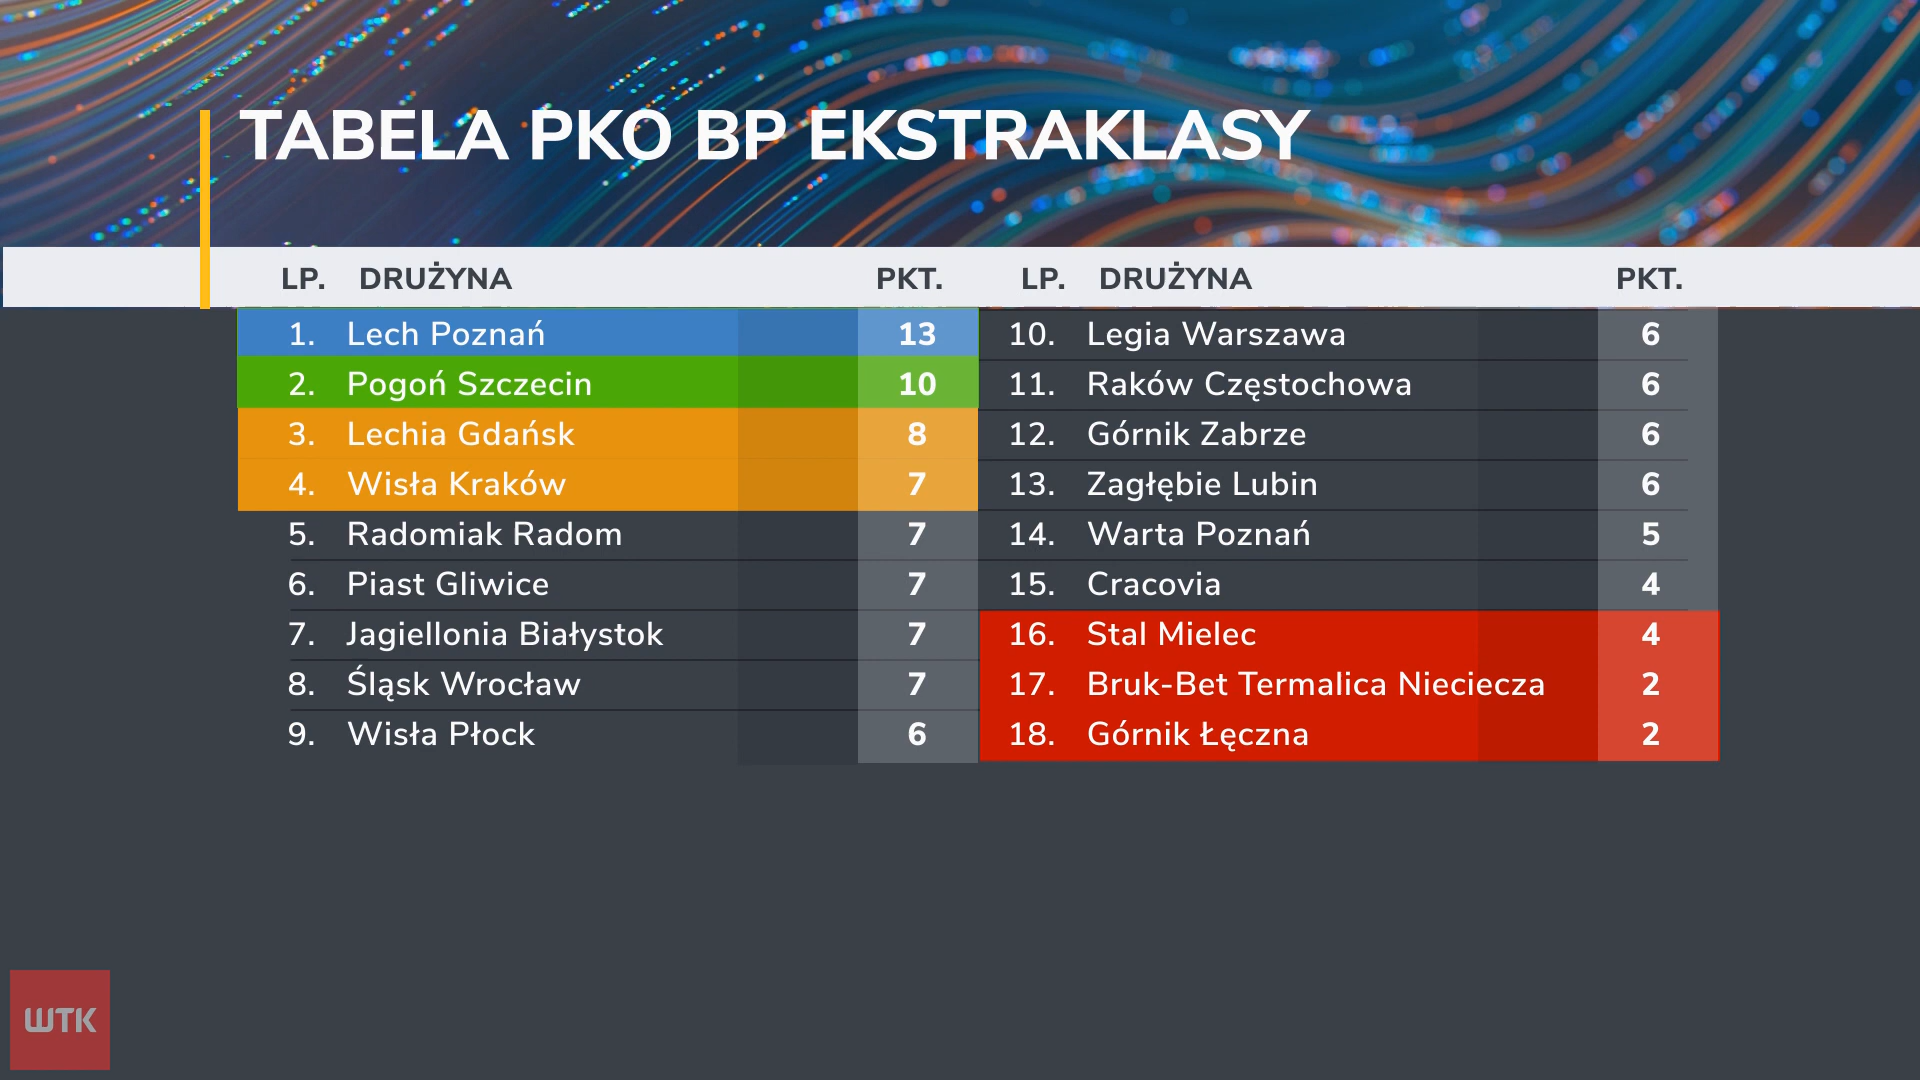 TABELA PKO BP EKSTRAKLASY
LP. DRUŻYNA PKT.
1. Lech Poznań 13
2. Pogoń Szczecin 10
3. Lechia Gdańsk 8
4. Wisła Kraków 7
5. Radomiak Radom 7
6. Piast Gliwice 7
7. Jagiellonia Białystok 7
8. Śląsk Wrocław 7
9. Wisła Płock 6
LP. DRUŻYNA PKT.
10. Legia Warszawa 6
11. Raków Częstochowa 6
12. Górnik Zabrze 6
13. Zagłębie Lubin 6
14. Warta Poznań 5
15. Cracovia 4
16. Stal Mielec 4
17. Bruk-Bet Termalica Nieciecza 2
18. Górnik Łęczna 2
WTK